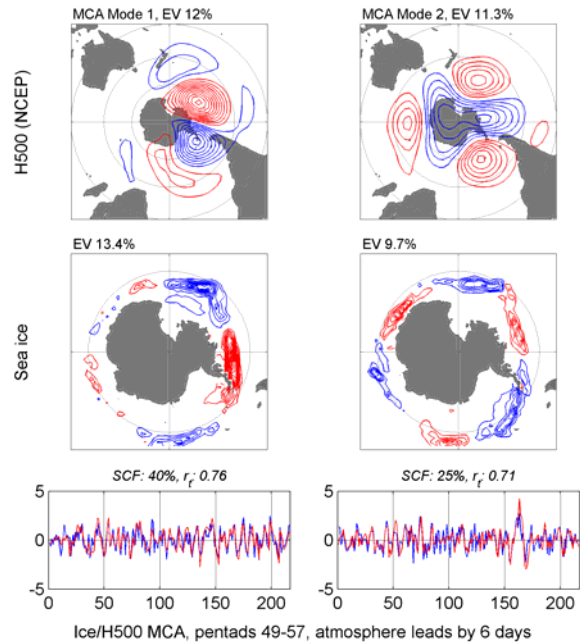 MCA Mode 1, EV 12%
MCA Mode 2, EV 11.3%
H500 (NCEP)
EV 13.4%
EV 9.7%
Sea ice
SCF: 40%, r_t: 0.76
SCF: 25%, r_t: 0.71
5
0
-5
0 50 100 150 200
5
0
-5
0 50 100 150 200
Ice/H500 MCA, pentads 49-57, atmosphere leads by 6 days